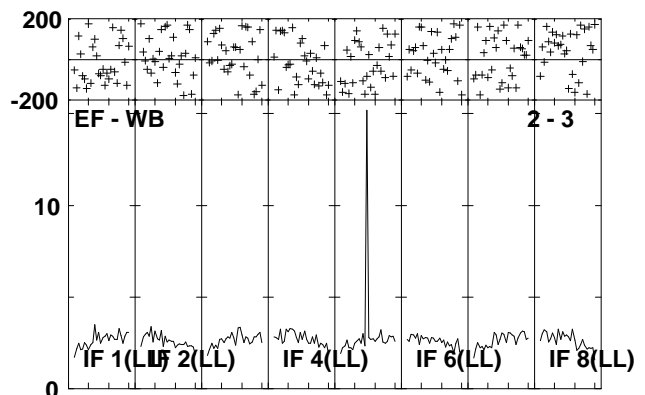 200
-200
EF - WB 2 - 3
10
IF 1(LL) IF 2(LL) IF 4(LL) IF 6(LL) IF 8(LL)
0